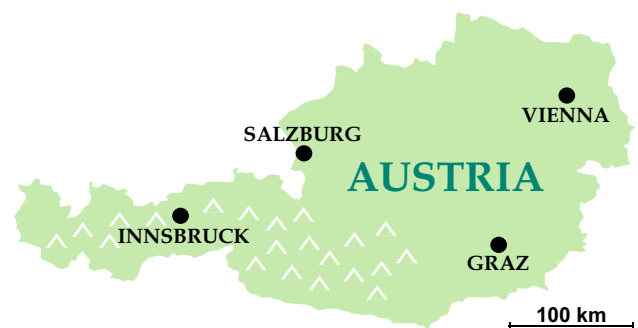 VIENNA
SALZBURG
AUSTRIA
INNSBRUCK
GRAZ
100 km